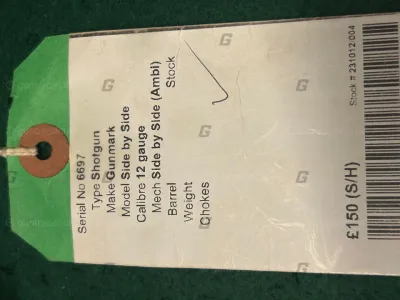 Serial No 6697
Type Shotgun
Make Gunmark
Model Side by Side
Calibre 12 gauge
Mech Side by Side (Ambi)
Barrel Stock
Weight
Chokes
£150 (S/H)
Stock # 231012:004